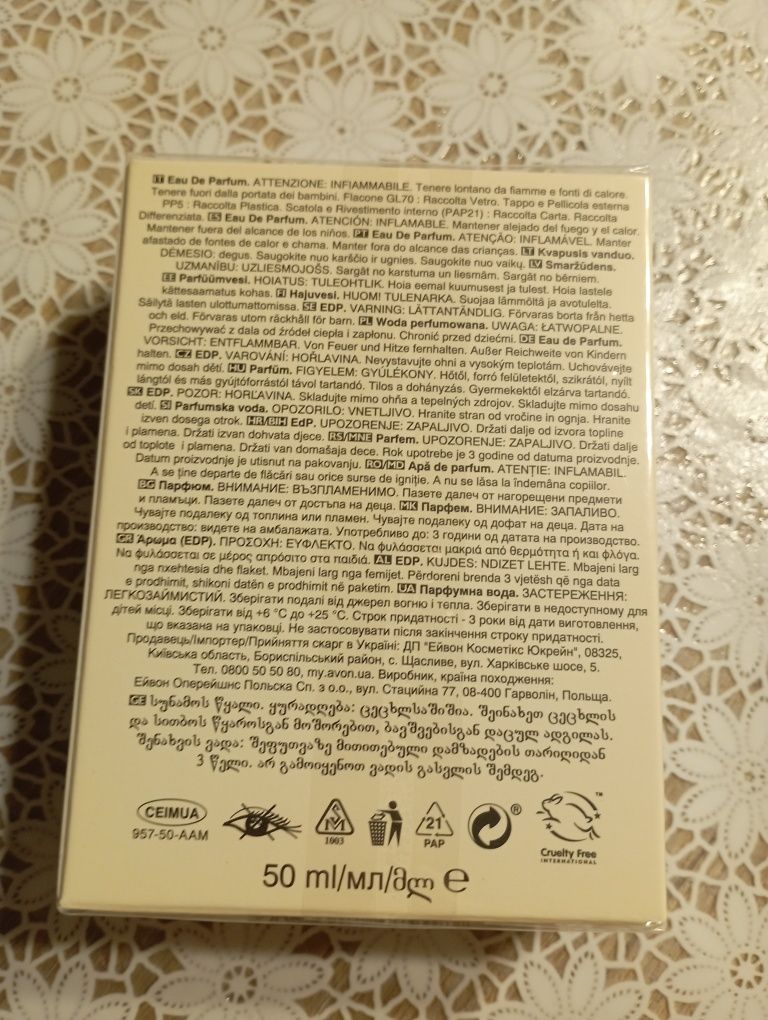 IT Eau De Parfum. ATTENZIONE: INFIAMMABILE. Tenere lontano da fiamme e fonti di calore.
Tenere fuori dalla portata dei bambini. Flacone GL70 : Raccolta Vetro. Tappo e Pellicola esterna
PP5 : Raccolta Plastica. Scatola e Rivestimento interno (PAP21) : Raccolta Carta. Raccolta
Differenziata. ES Eau De Parfum. ATENCIÓN: INFLAMABLE. Mantener alejado del fuego y el calor.
Mantener fuera del alcance de los niños. PT Eau De Parfum. ATENÇÃO: INFLAMÁVEL. Manter
afastado de fontes de calor e chama. Manter fora do alcance das crianças. LT Kvapusis vanduo.
DĖMESIO: degus. Saugokite nuo karščio ir ugnies. Saugokite nuo vaikų. LV Smaržūdens.
UZMANĪBU: UZLIESMOJOŠS. Sargāt no karstuma un liesmām. Sargāt no bērniem.
EE Parfüümvesi. HOIATUS: TULEOHTLIK. Hoia eemal kuumusest ja tulest. Hoia lastele
kättesaamatus kohas. FI Hajuvesi. HUOM! TULENARKA. Suojaa lämmöltä ja avotulelta.
Säilytä lasten ulottumattomissa. SE EDP. VARNING: LÄTTANTÄNDLIG. Förvaras borta från hetta
och eld. Förvaras utom räckhåll för barn. PL Woda perfumowana. UWAGA: ŁATWOPALNE.
Przechowywać z dala od źródeł ciepła i zapłonu. Chronić przed dziećmi. DE Eau de Parfum.
VORSICHT: ENTFLAMMBAR. Von Feuer und Hitze fernhalten. Außer Reichweite von Kindern
halten. CZ EDP. VAROVÁNÍ: HOŘLAVINA. Nevystavujte ohni a vysokým teplotám. Uchovávejte
mimo dosah dětí. HU Parfüm. FIGYELEM: GYÚLÉKONY. Hőtől, forró felületektől, szikrától, nyílt
lángtól és más gyújtóforrástól távol tartandó. Tilos a dohányzás. Gyermekektől elzárva tartandó.
SK EDP. POZOR: HORĽAVINA. Skladujte mimo ohňa a tepelných zdrojov. Skladujte mimo dosahu
detí. SI Parfumska voda. OPOZORILO: VNETLJIVO. Hranite stran od vročine in ognja. Hranite
izven dosega otrok. HR/BIH EdP. UPOZORENJE: ZAPALJIVO. Držati dalje od izvora topline
i plamena. Držati izvan dohvata djece. RS/MNE Parfem. UPOZORENJE: ZAPALJIVO. Držati dalje
od toplote i plamena. Držati van domašaja dece. Rok upotrebe je 3 godine od datuma proizvodnje.
Datum proizvodnje je utisnut na pakovanju. RO/MD Apă de parfum. ATENȚIE: INFLAMABIL.
A se ține departe de flăcări sau orice surse de igniție. A nu se lăsa la îndemâna copiilor.
BG Парфюм. ВНИМАНИЕ: ВЪЗПЛАМЕНИМО. Пазете далеч от нагорещени предмети
и пламъци. Пазете далеч от достъпа на деца. MK Парфем. ВНИМАНИЕ: ЗАПАЛИВО.
Чувајте подалеку од топлина или пламен. Чувајте подалеку од дофат на деца. Дата на
производство: видете на амбалажата. Употребливо до: 3 години од датата на производство.
GR Άρωμα (EDP). ΠΡΟΣΟΧΗ: ΕΥΦΛΕΚΤΟ. Να φυλάσσεται μακριά από θερμότητα ή και φλόγα.
Να φυλάσσεται σε μέρος απρόσιτο στα παιδιά. AL EDP. KUJDES: NDIZET LEHTE. Mbajeni larg
nga nxehtesia dhe flaket. Mbajeni larg nga femijet. Përdoreni brenda 3 vjetësh që nga data
e prodhimit, shikoni datën e prodhimit në paketim. UA Парфумна вода. ЗАСТЕРЕЖЕННЯ:
ЛЕГКОЗАЙМИСТИЙ. Зберігати подалі від джерел вогню і тепла. Зберігати в недоступному для
дітей місці. Зберігати від +6 °C до +25 °C. Строк придатності - 3 роки від дати виготовлення,
що вказана на упаковці. Не застосовувати після закінчення строку придатності.
Продавець/Імпортер/Прийняття скарг в Україні: ДП "Ейвон Косметікс Юкрейн", 08325,
Київська область, Бориспільський район, с. Щасливе, вул. Харківське шосе, 5.
Тел. 0800 50 50 80, my.avon.ua. Виробник, країна походження:
Ейвон Оперейшнс Польска Сп. з о.о., вул. Стаційна 77, 08-400 Гарволін, Польща.
GE სუნამოს წყალი. ყურადღება: ცეცხლსაშიშია. შეინახეთ ცეცხლის
და სითბოს წყაროსგან მოშორებით, ბავშვებისგან დაცულ ადგილას.
შენახვის ვადა: შეფუთვაზე მითითებული დამზადების თარიღიდან
3 წელი. არ გამოიყენოთ ვადის გასვლის შემდეგ.
CEIMUA
957-50-AAM
1003
21
PAP
®
™
Cruelty Free
INTERNATIONAL
50 ml/мл/მლ e